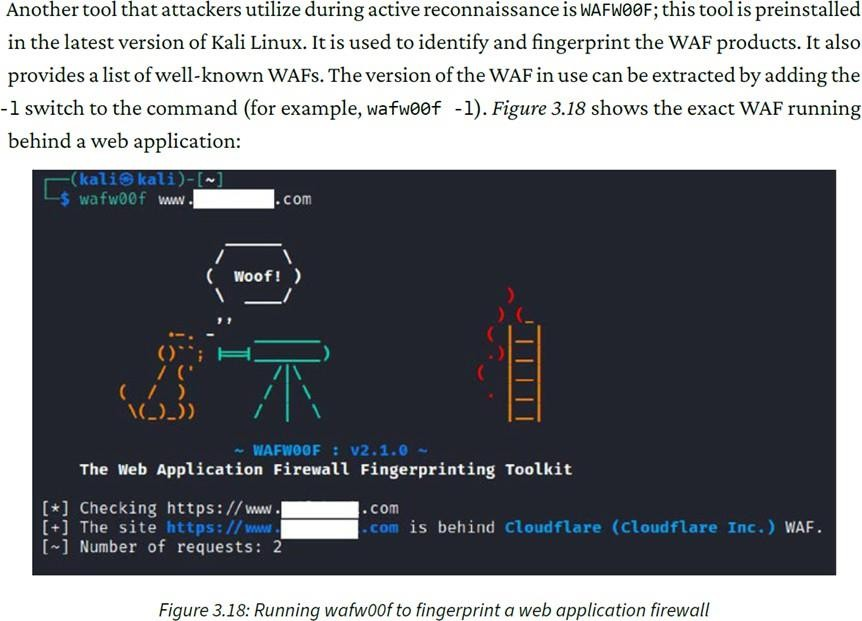 Another tool that attackers utilize during active reconnaissance is WAFW00F; this tool is preinstalled
in the latest version of Kali Linux. It is used to identify and fingerprint the WAF products. It also
provides a list of well-known WAFs. The version of the WAF in use can be extracted by adding the
-l switch to the command (for example, wafw00f -l). Figure 3.18 shows the exact WAF running
behind a web application:
(kali㉿kali)-[~]
$ wafw00f www. .com
Woof!
~ WAFW00F : v2.1.0 ~
The Web Application Firewall Fingerprinting Toolkit
[*] Checking https://www. .com
[+] The site https://www. .com is behind Cloudflare (Cloudflare Inc.) WAF.
[~] Number of requests: 2
Figure 3.18: Running wafw00f to fingerprint a web application firewall